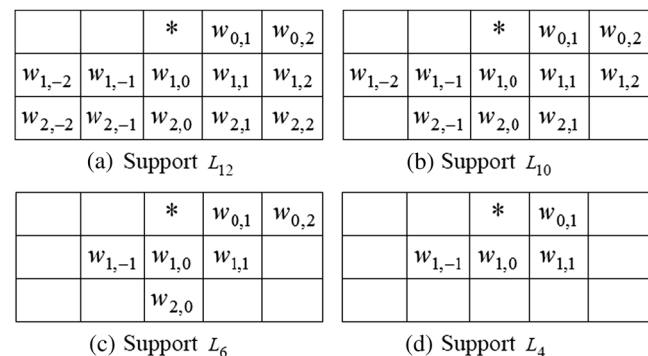 * w0,1 w0,2 * w0,1 w0,2
w1,−2 w1,−1 w1,0 w1,1 w1,2 w1,−2 w1,−1 w1,0 w1,1 w1,2
w2,−2 w2,−1 w2,0 w2,1 w2,2 w2,−1 w2,0 w2,1
(a) Support L12 (b) Support L10
* w0,1 w0,2 * w0,1
w1,−1 w1,0 w1,1 w1,−1 w1,0 w1,1
w2,0
(c) Support L6 (d) Support L4